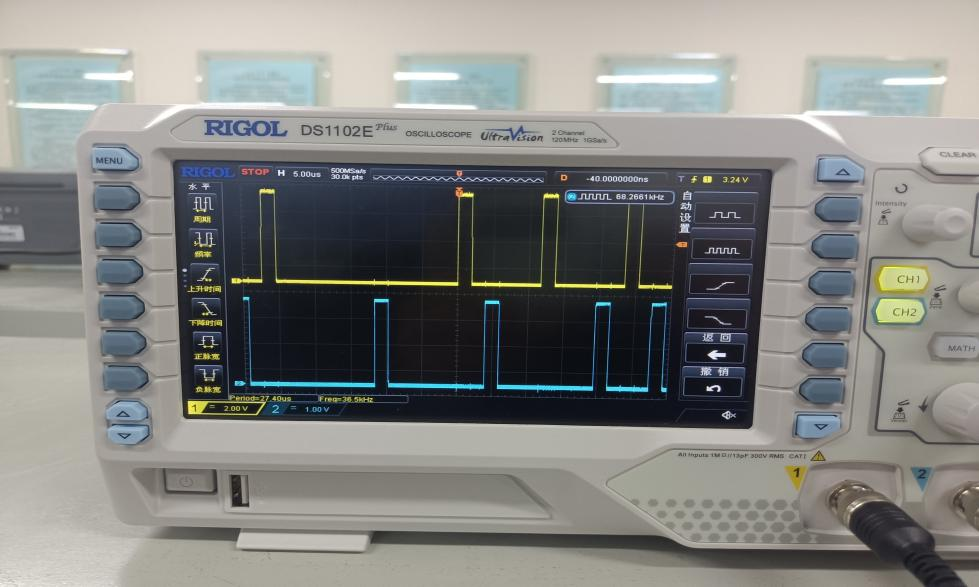 RIGOL DS1102E Plus OSCILLOSCOPE UltraVision 2 Channel
120MHz 1GSa/s
MENU
CLEAR
RIGOL STOP H 5.00us 500MSa/s
30.0k pts
D -40.0000000ns T 1 3.24 V
68.2661kHz
水平
周期
频率
上升时间
下降时间
正脉宽
负脉宽
自动设置
返回
撤销
Period=27.40us Freq=36.5kHz
1 = 2.00 V 2 = 1.00 V
Intensity
CH1
CH2
MATH
All Inputs 1MΩ//13pF 300V RMS CAT I
1
2